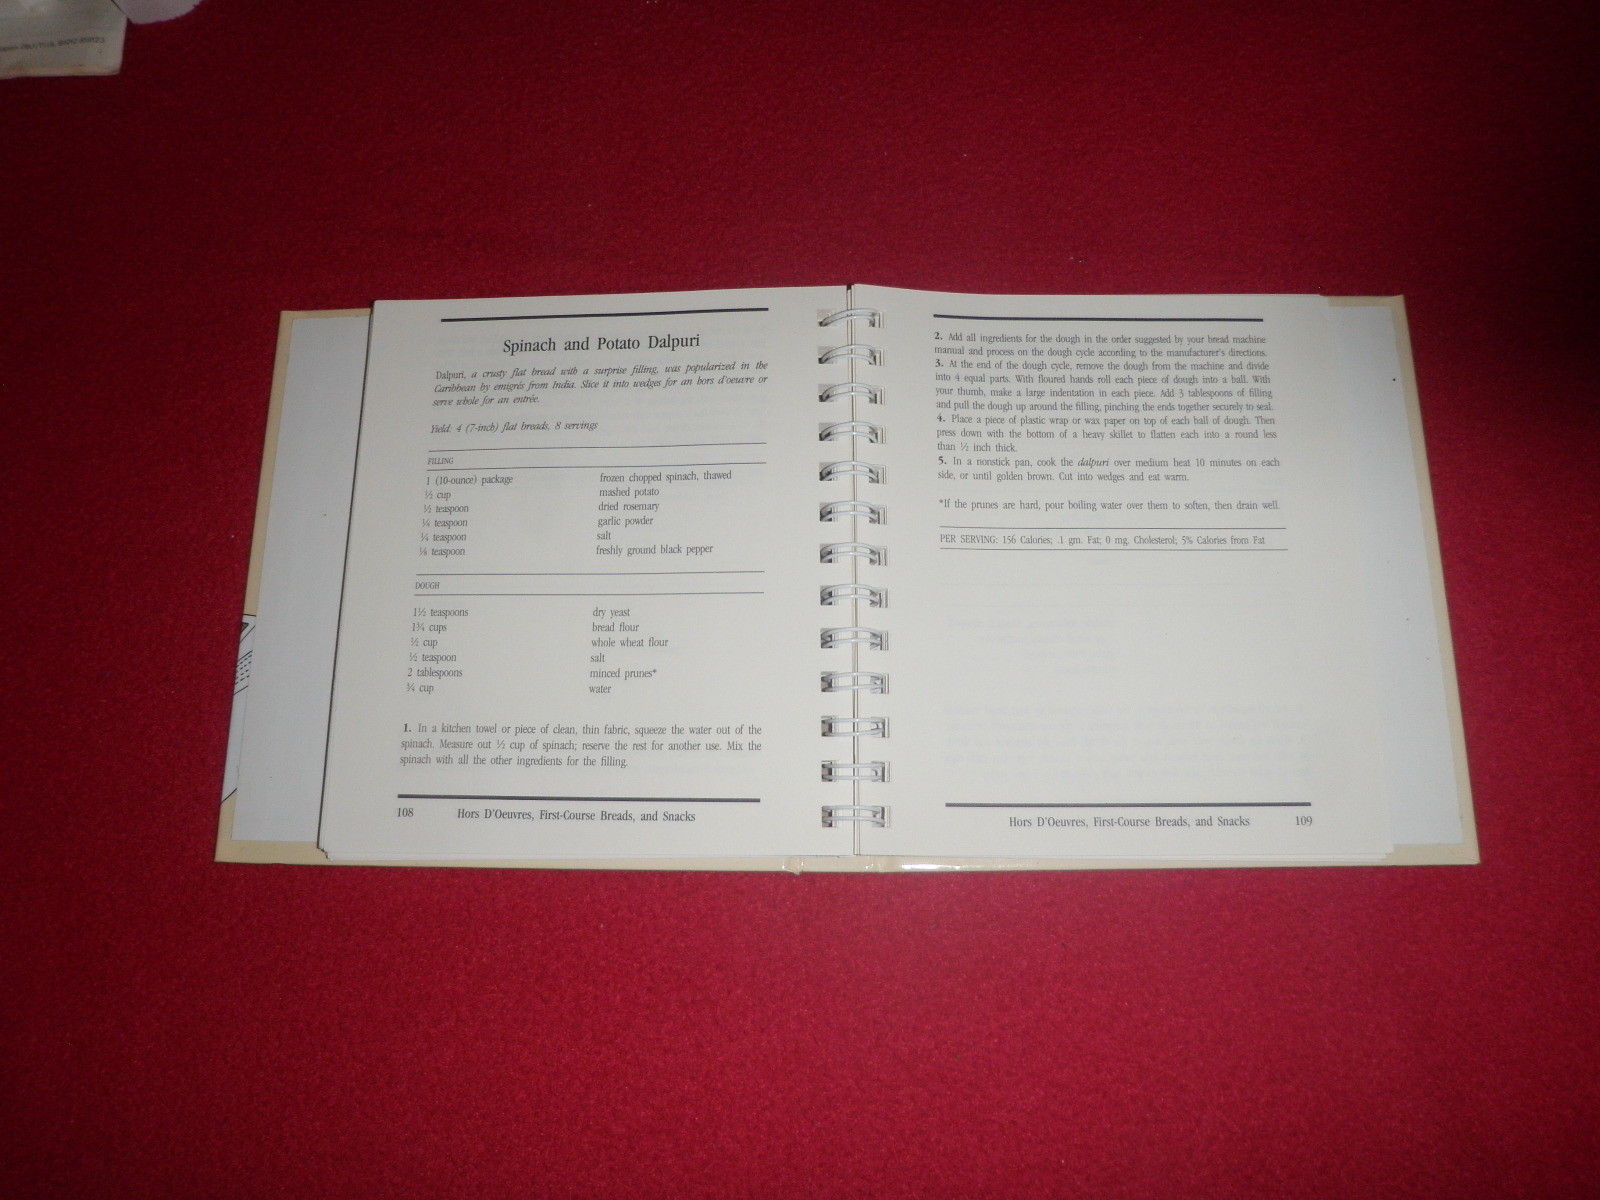 Spinach and Potato Dalpuri
Dalpuri, a crusty flat bread with a surprise filling, was popularized in the
Caribbean by emigrés from India. Slice it into wedges for an hors d'oeuvre or
serve whole for an entrée.
Yield: 4 (7-inch) flat breads, 8 servings
FILLING
1 (10-ounce) package frozen chopped spinach, thawed
½ cup mashed potato
½ teaspoon dried rosemary
¼ teaspoon garlic powder
¼ teaspoon salt
⅛ teaspoon freshly ground black pepper
DOUGH
1½ teaspoons dry yeast
1¾ cups bread flour
½ cup whole wheat flour
½ teaspoon salt
2 tablespoons minced prunes*
¾ cup water
1. In a kitchen towel or piece of clean, thin fabric, squeeze the water out of the
spinach. Measure out ½ cup of spinach; reserve the rest for another use. Mix the
spinach with all the other ingredients for the filling.
108 Hors D'Oeuvres, First-Course Breads, and Snacks
2. Add all ingredients for the dough in the order suggested by your bread machine
manual and process on the dough cycle according to the manufacturer's directions.
3. At the end of the dough cycle, remove the dough from the machine and divide
into 4 equal parts. With floured hands roll each piece of dough into a ball. With
your thumb, make a large indentation in each piece. Add 3 tablespoons of filling
and pull the dough up around the filling, pinching the ends together securely to seal.
4. Place a piece of plastic wrap or wax paper on top of each ball of dough. Then
press down with the bottom of a heavy skillet to flatten each into a round less
than ½ inch thick.
5. In a nonstick pan, cook the dalpuri over medium heat 10 minutes on each
side, or until golden brown. Cut into wedges and eat warm.
*If the prunes are hard, pour boiling water over them to soften, then drain well.
PER SERVING: 156 Calories; .1 gm. Fat; 0 mg. Cholesterol; 5% Calories from Fat
Hors D'Oeuvres, First-Course Breads, and Snacks 109